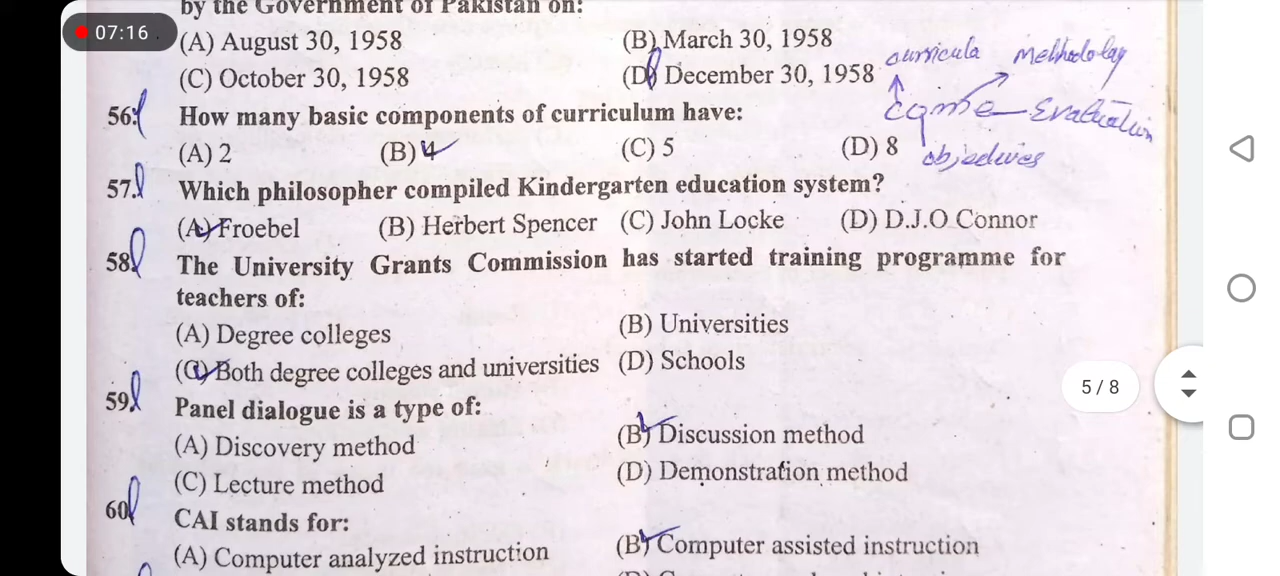 by the Government of Pakistan on:
07:16
(A) August 30, 1958 (B) March 30, 1958
curricula methodology
(C) October 30, 1958 (D) December 30, 1958
Evaluation
56. How many basic components of curriculum have:
(A) 2 (B) 4 (C) 5 (D) 8
objectives
57. Which philosopher compiled Kindergarten education system?
(A) Froebel (B) Herbert Spencer (C) John Locke (D) D.J.O Connor
58. The University Grants Commission has started training programme for
teachers of:
(A) Degree colleges (B) Universities
(C) Both degree colleges and universities (D) Schools
5 / 8
59. Panel dialogue is a type of:
(A) Discovery method (B) Discussion method
(C) Lecture method (D) Demonstration method
60. CAI stands for:
(A) Computer analyzed instruction (B) Computer assisted instruction